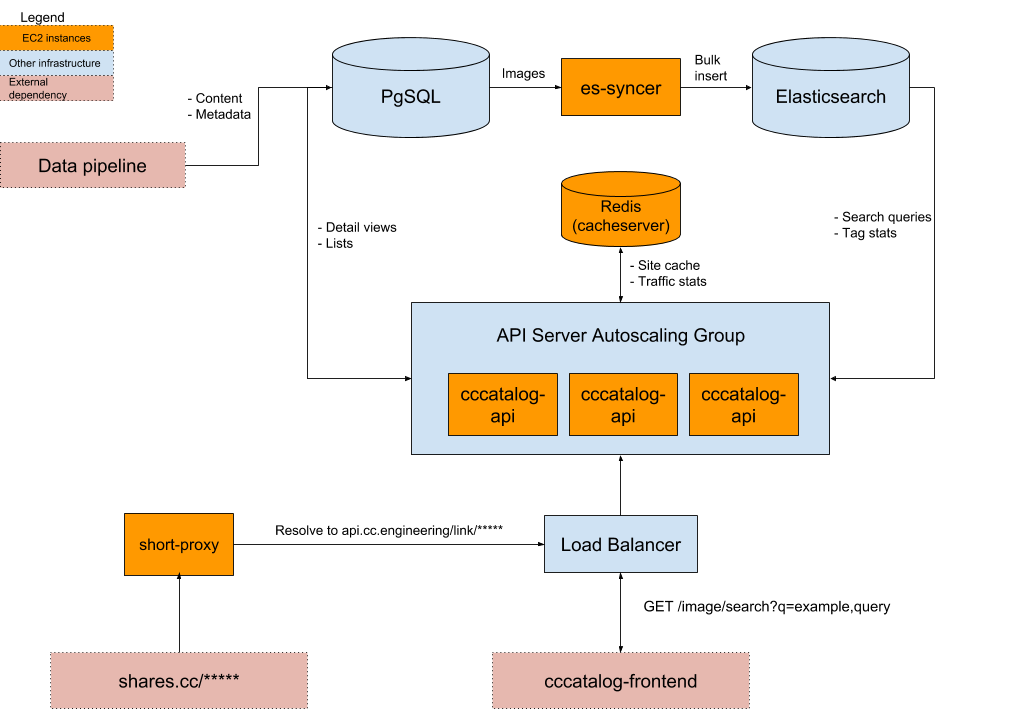 Legend
EC2 instances
Other infrastructure
External
dependency
- Content
- Metadata
Data pipeline
PgSQL
Images
es-syncer
Bulk
insert
Elasticsearch
Redis
(cacheserver)
- Detail views
- Lists
- Search queries
- Tag stats
- Site cache
- Traffic stats
API Server Autoscaling Group
cccatalog-
api
cccatalog-
api
cccatalog-
api
short-proxy
Resolve to api.cc.engineering/link/*****
Load Balancer
GET /image/search?q=example,query
shares.cc/*****
cccatalog-frontend